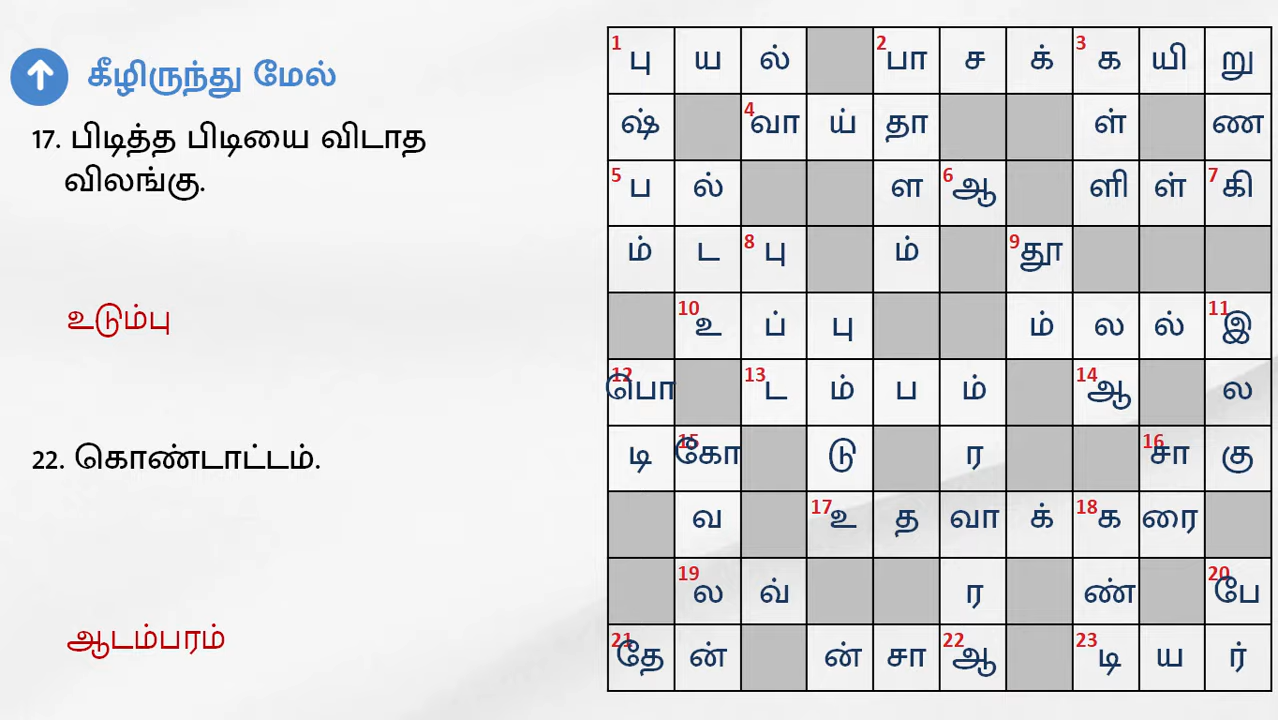 கீழிருந்து மேல்
17. பிடித்த பிடியை விடாத
விலங்கு.
உடும்பு
22. கொண்டாட்டம்.
ஆடம்பரம்
1 பு ய ல் 2 பா ச க் 3 க யி று
ஷ் 4 வா ய் தா ள் ண
5 ப ல் ள 6 ஆ ளி ள் 7 கி
ம் ட 8 பு ம் 9 தூ
10 உ ப் பு ம் ல ல் 11 இ
12 பொ 13 ட ம் ப ம் 14 ஆ ல
டி 15 கோ டு ர 16 சா கு
வ 17 உ த வா க் 18 க ரை
19 ல வ் ர ண் 20 பே
21 தே ன் ன் சா 22 ஆ 23 டி ய ர்